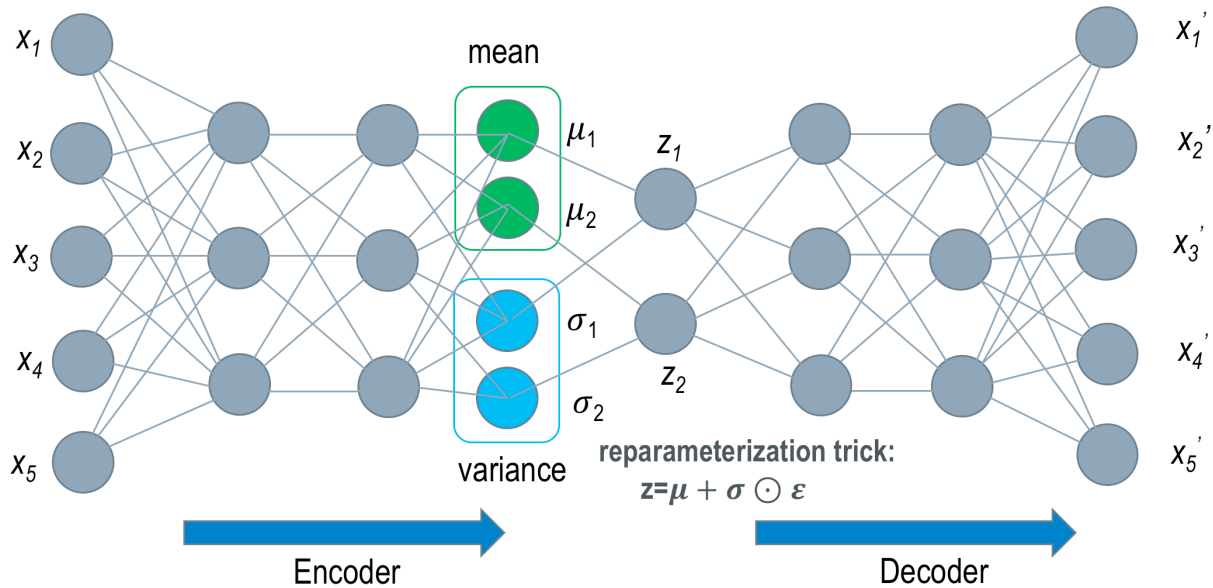 x1
x2
x3
x4
x5
mean
μ1
μ2
σ1
σ2
variance
z1
z2
reparameterization trick:
z=μ + σ ⊙ ε
x1'
x2'
x3'
x4'
x5'
Encoder
Decoder